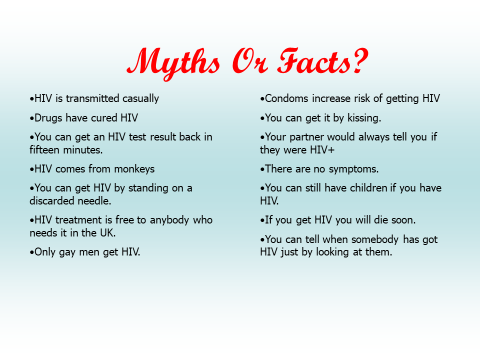 Myths Or Facts?
•HIV is transmitted casually
•Drugs have cured HIV
•You can get an HIV test result back in
fifteen minutes.
•HIV comes from monkeys
•You can get HIV by standing on a
discarded needle.
•HIV treatment is free to anybody who
needs it in the UK.
•Only gay men get HIV.
•Condoms increase risk of getting HIV
•You can get it by kissing.
•Your partner would always tell you if
they were HIV+
•There are no symptoms.
•You can still have children if you have
HIV.
•If you get HIV you will die soon.
•You can tell when somebody has got
HIV just by looking at them.